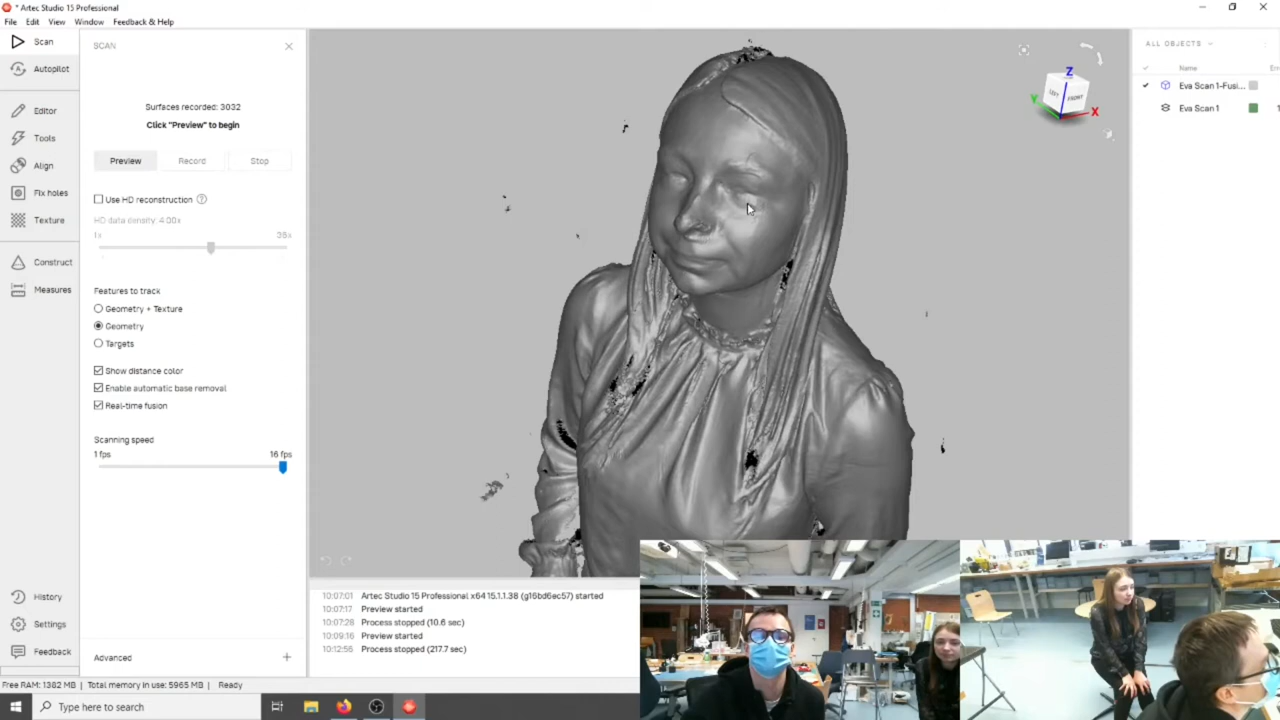 * Artec Studio 15 Professional
File Edit View Window Feedback & Help
Scan
Autopilot
Editor
Tools
Align
Fix holes
Texture
Construct
Measures
History
Settings
Feedback
SCAN
Surfaces recorded: 3032
Click "Preview" to begin
Preview Record Stop
Use HD reconstruction ?
HD data density: 4.00x
1x
Features to track
Geometry + Texture
Geometry
Targets
Show distance color
Enable automatic base removal
Real-time fusion
Scanning speed
1 fps 16 fps
Advanced
Z
LEFT FRONT
Y X
ALL OBJECTS
Name
Eva Scan 1-Fusi...
Eva Scan 1
10:07:01 Artec Studio 15 Professional x64 15.1.1.38 (g16bd6ec57) started
10:07:17 Preview started
10:07:28 Process stopped (10.6 sec)
10:09:16 Preview started
10:12:56 Process stopped (217.7 sec)
Free RAM: 1382 MB | Total memory in use: 5965 MB | Ready
Type here to search